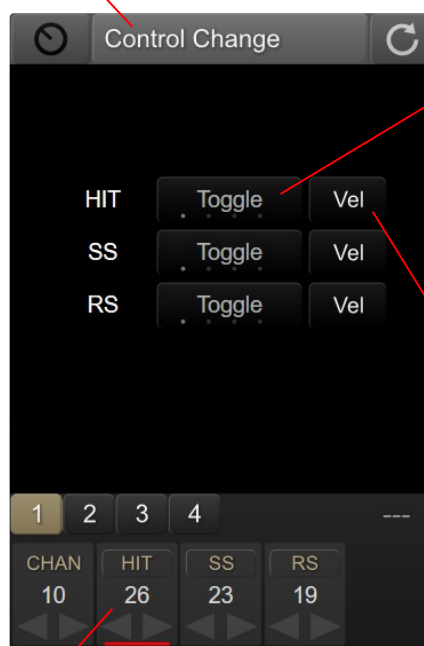 Control Change
HIT Toggle Vel
SS Toggle Vel
RS Toggle Vel
1 2 3 4 ---
CHAN HIT SS RS
10 26 23 19